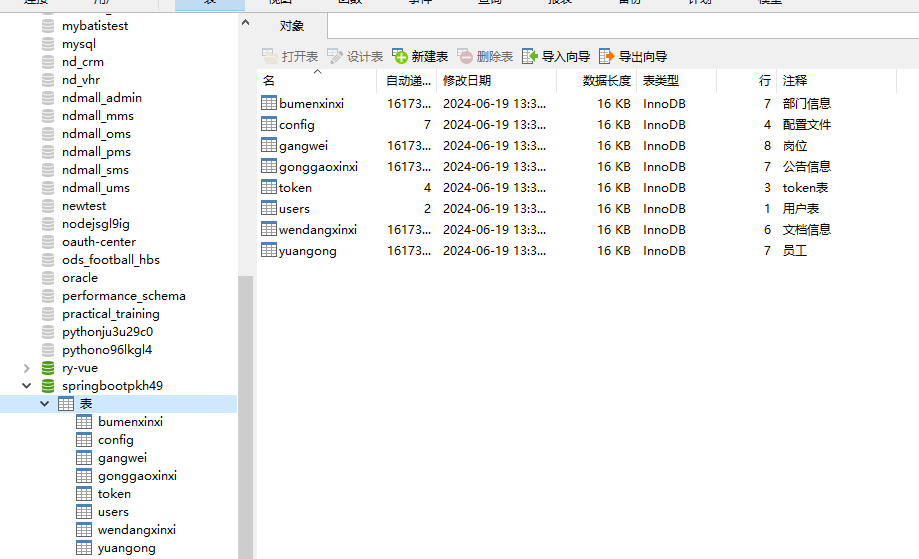 对象
打开表 设计表 新建表 删除表 导入向导 导出向导
名 自动递... 修改日期 数据长度 表类型 行 注释
bumenxinxi 16173... 2024-06-19 13:3... 16 KB InnoDB 7 部门信息
config 7 2024-06-19 13:3... 16 KB InnoDB 4 配置文件
gangwei 16173... 2024-06-19 13:3... 16 KB InnoDB 8 岗位
gonggaoxinxi 16173... 2024-06-19 13:3... 16 KB InnoDB 7 公告信息
token 4 2024-06-19 13:3... 16 KB InnoDB 3 token表
users 2 2024-06-19 13:3... 16 KB InnoDB 1 用户表
wendangxinxi 16173... 2024-06-19 13:3... 16 KB InnoDB 6 文档信息
yuangong 16173... 2024-06-19 13:3... 16 KB InnoDB 7 员工
mybatistest
mysql
nd_crm
nd_vhr
ndmall_admin
ndmall_mms
ndmall_oms
ndmall_pms
ndmall_sms
ndmall_ums
newtest
nodejsgl9ig
oauth-center
ods_football_hbs
oracle
performance_schema
practical_training
pythonju3u29c0
pythono96lkgl4
ry-vue
springbootpkh49
表
bumenxinxi
config
gangwei
gonggaoxinxi
token
users
wendangxinxi
yuangong